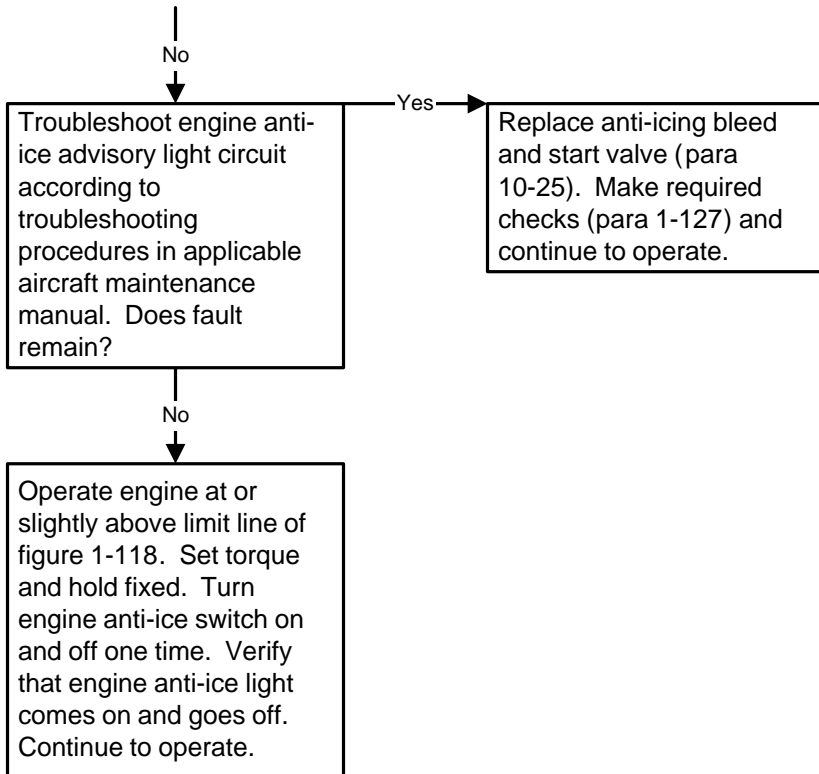 No
Troubleshoot engine anti-
ice advisory light circuit
according to
troubleshooting
procedures in applicable
aircraft maintenance
manual.  Does fault
remain?
Yes
Replace anti-icing bleed
and start valve (para
10-25).  Make required
checks (para 1-127) and
continue to operate.
No
Operate engine at or
slightly above limit line of
figure 1-118.  Set torque
and hold fixed.  Turn
engine anti-ice switch on
and off one time.  Verify
that engine anti-ice light
comes on and goes off.
Continue to operate.